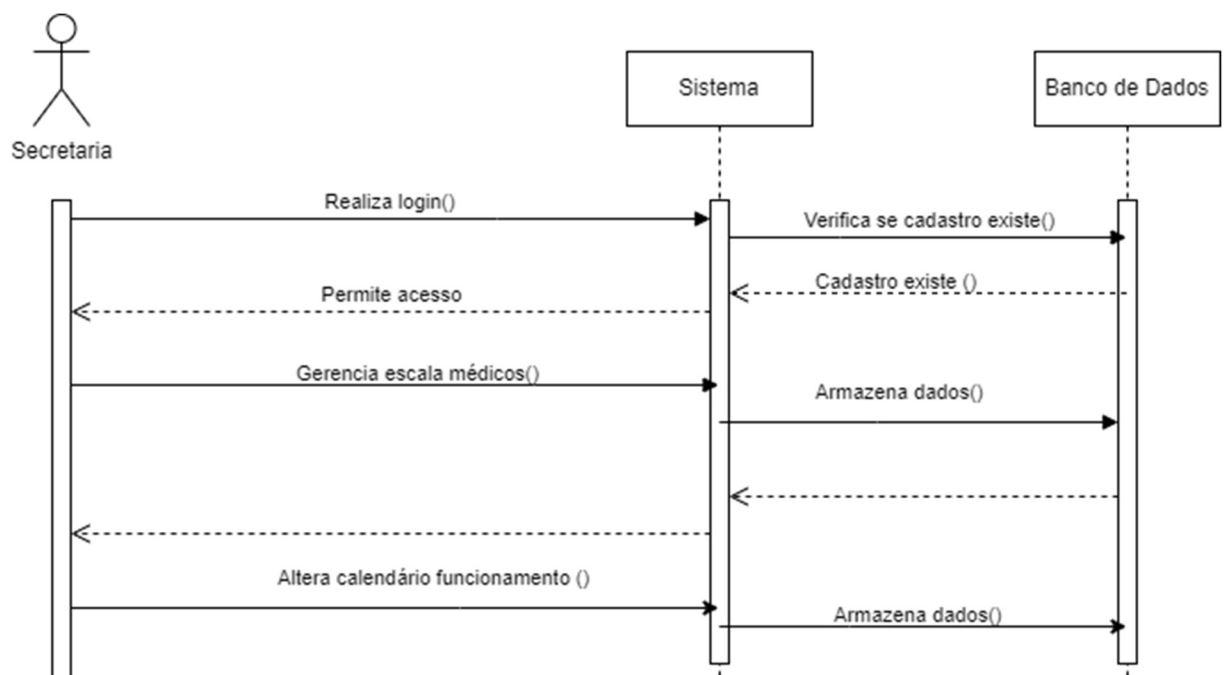 Sistema
Banco de Dados
Secretaria
Realiza login()
Verifica se cadastro existe()
Cadastro existe ()
Permite acesso
Gerencia escala médicos()
Armazena dados()
Altera calendário funcionamento ()
Armazena dados()